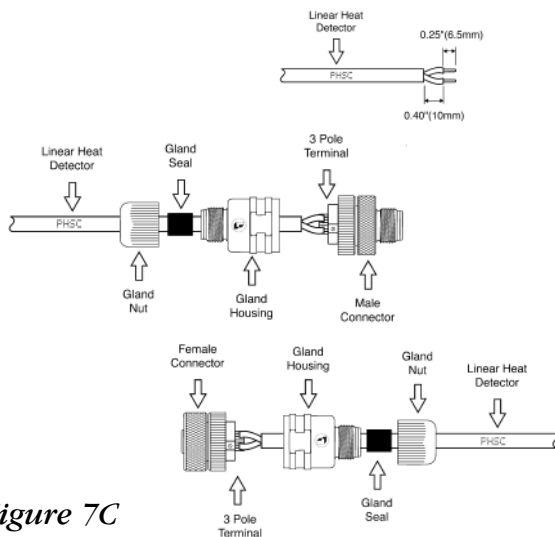 Linear Heat
Detector
0.25"(6.5mm)
PHSC
0.40"(10mm)
Linear Heat
Detector
Gland
Seal
3 Pole
Terminal
PHSC
Gland
Nut
Gland
Housing
Male
Connector
Female
Connector
Gland
Housing
Gland
Nut
Linear Heat
Detector
PHSC
3 Pole
Terminal
Gland
Seal
igure 7C